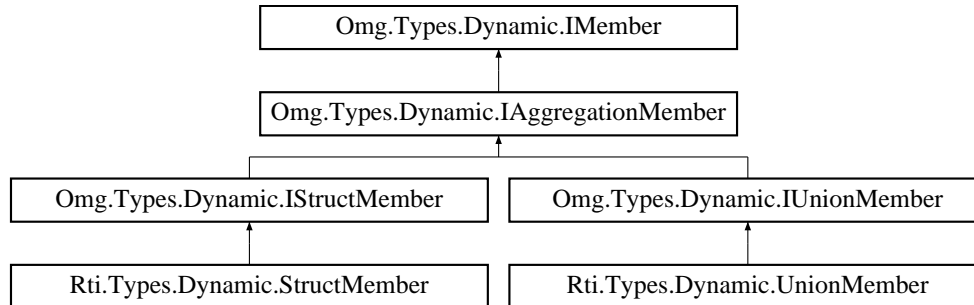 Omg.Types.Dynamic.IMember
Omg.Types.Dynamic.IAggregationMember
Omg.Types.Dynamic.IStructMember
Omg.Types.Dynamic.IUnionMember
Rti.Types.Dynamic.StructMember
Rti.Types.Dynamic.UnionMember